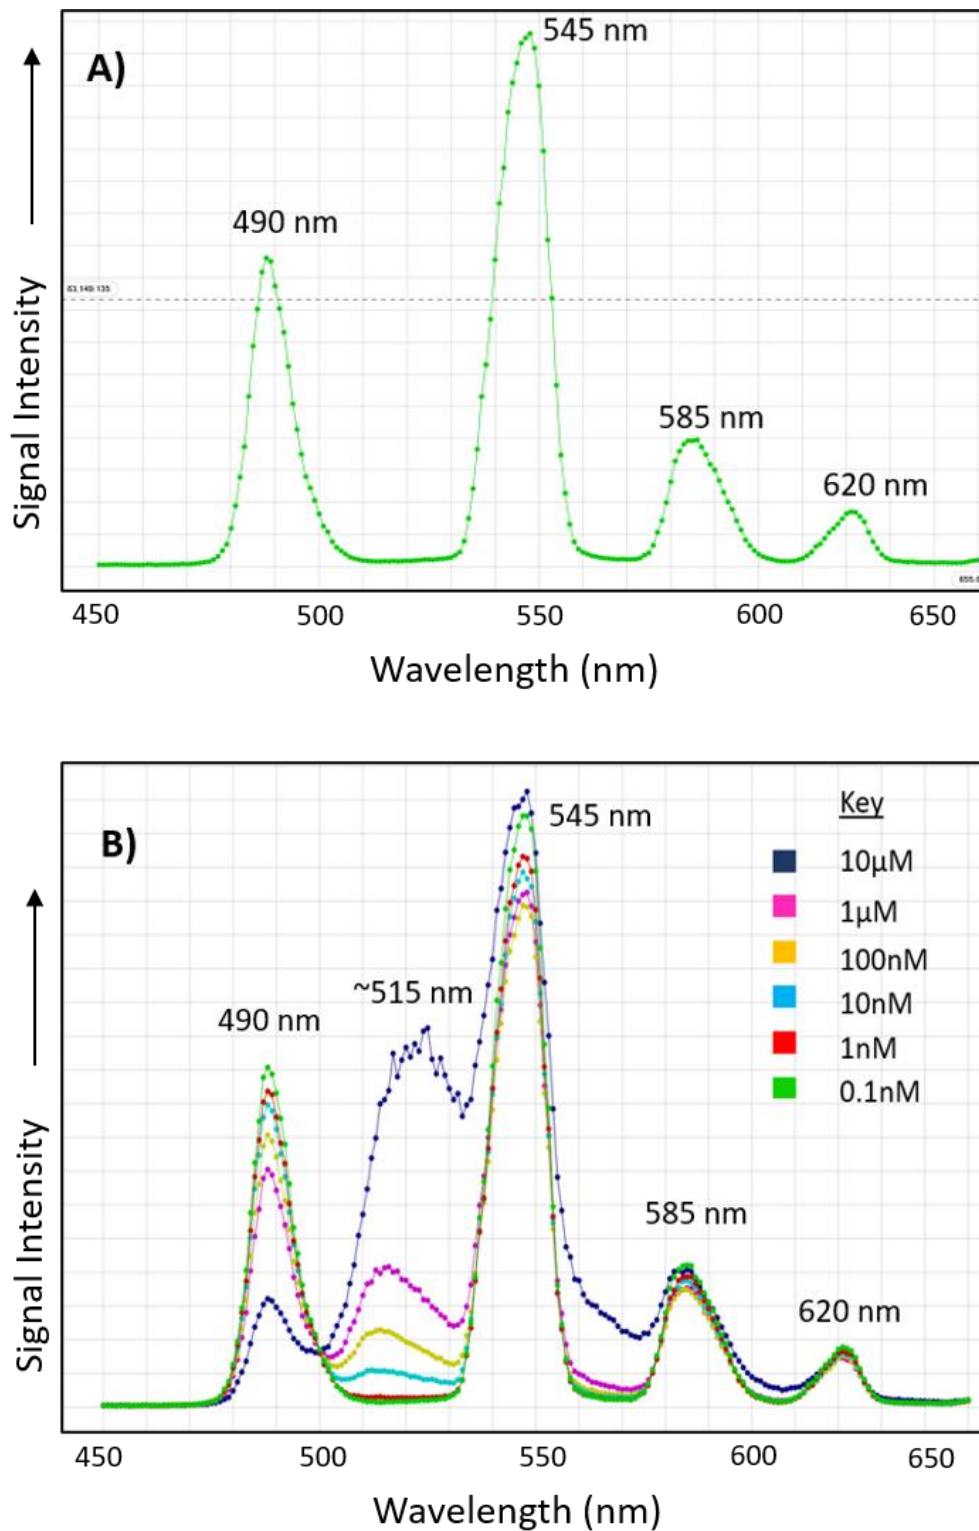 545 nm
A)
490 nm
585 nm
620 nm
Signal Intensity
450 500 550 600 650
Wavelength (nm)
B)
545 nm
~515 nm
490 nm
585 nm
620 nm
Key
10μM
1μM
100nM
10nM
1nM
0.1nM
Signal Intensity
450 500 550 600 650
Wavelength (nm)